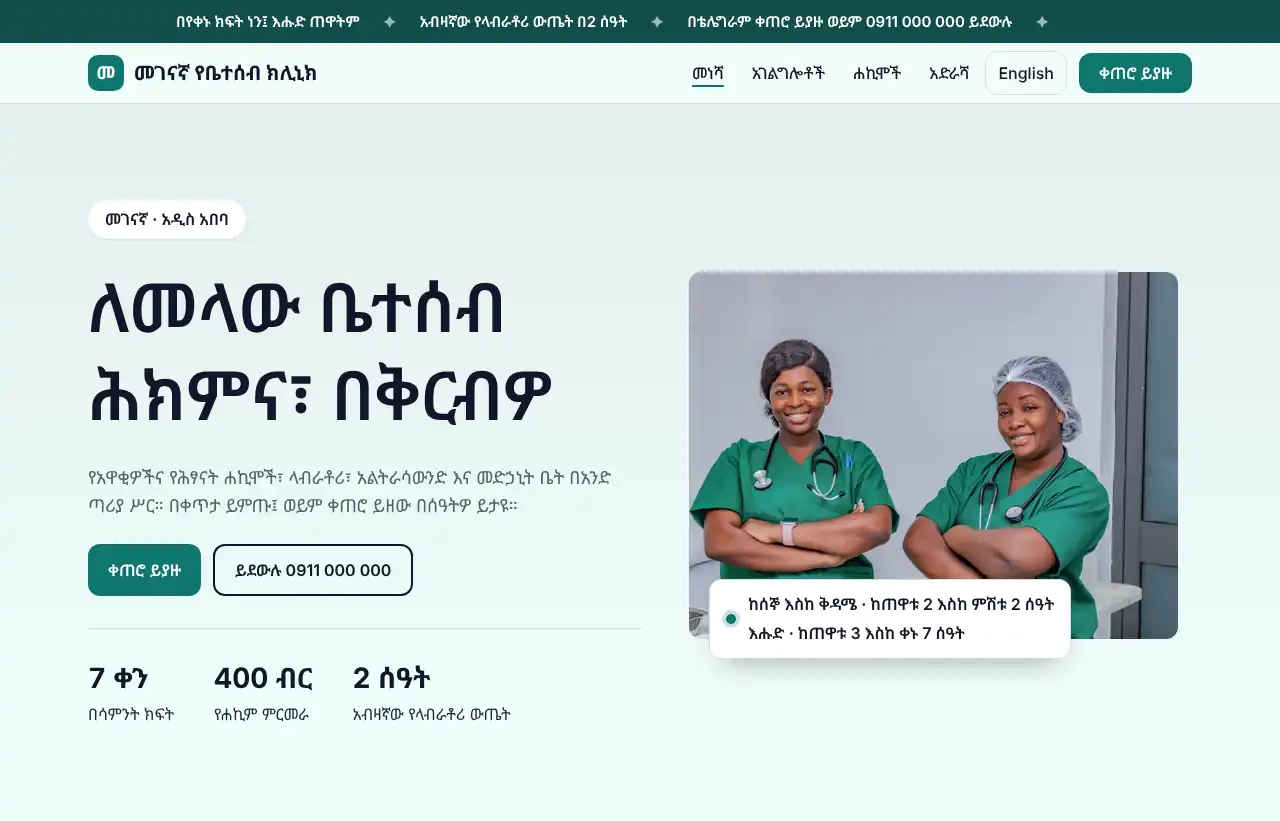 በየቀኑ ክፍት ነን፤ እሑድ ጠዋትም ✦ አብዛኛው የላብራቶሪ ውጤት በ2 ሰዓት ✦ በቴሌግራም ቀጠሮ ይያዙ ወይም 0911 000 000 ይደውሉ ✦
መ መገናኛ የቤተሰብ ክሊኒክ መነሻ አገልግሎቶች ሐኪሞች አድራሻ English ቀጠሮ ይያዙ
መገናኛ · አዲስ አበባ
ለመላው ቤተሰብ
ሕክምና፣ በቅርብዎ
የአዋቂዎችና የሕፃናት ሐኪሞች፣ ላብራቶሪ፣ አልትራሳውንድ እና መድኃኒት ቤት በአንድ
ጣሪያ ሥር። በቀጥታ ይምጡ፤ ወይም ቀጠሮ ይዘው በሰዓትዎ ይታዩ።
ቀጠሮ ይያዙ ይደውሉ 0911 000 000
ከሰኞ እስከ ቅዳሜ · ከጠዋቱ 2 እስከ ምሽቱ 2 ሰዓት
እሑድ · ከጠዋቱ 3 እስከ ቀኑ 7 ሰዓት
7 ቀን 400 ብር 2 ሰዓት
በሳምንት ክፍት የሐኪም ምርመራ አብዛኛው የላብራቶሪ ውጤት